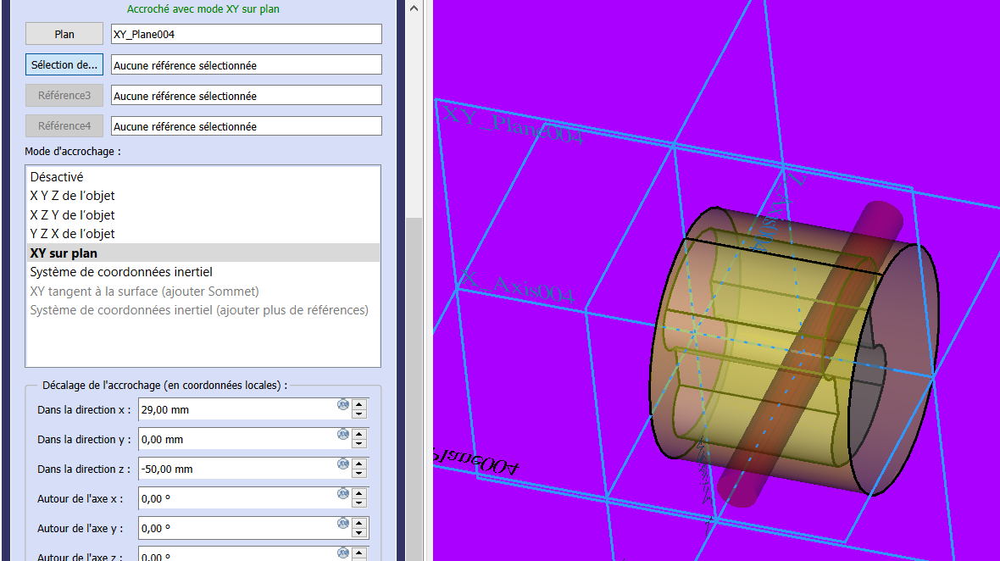 Accroché avec mode XY sur plan
Plan
XY_Plane004
Sélection de...
Aucune référence sélectionnée
Référence3
Aucune référence sélectionnée
Référence4
Aucune référence sélectionnée
Mode d'accrochage :
Désactivé
X Y Z de l'objet
X Z Y de l'objet
Y Z X de l'objet
XY sur plan
Système de coordonnées inertiel
XY tangent à la surface (ajouter Sommet)
Système de coordonnées inertiel (ajouter plus de références)
Décalage de l'accrochage (en coordonnées locales) :
Dans la direction x :
29,00 mm
Dans la direction y :
0,00 mm
Dans la direction z :
-50,00 mm
Autour de l'axe x :
0,00 º
Autour de l'axe y :
0,00 º
Autour de l'axe z :
0,00 º
XY_Plane004
X_Axis004